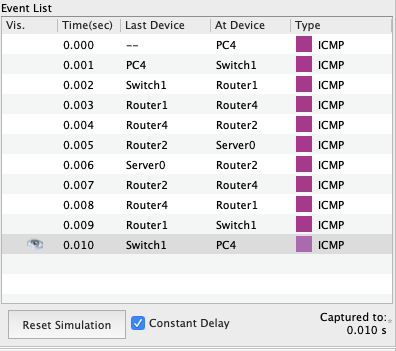 Event List
Vis. Time(sec) Last Device At Device Type
0.000 -- PC4 ICMP
0.001 PC4 Switch1 ICMP
0.002 Switch1 Router1 ICMP
0.003 Router1 Router4 ICMP
0.004 Router4 Router2 ICMP
0.005 Router2 Server0 ICMP
0.006 Server0 Router2 ICMP
0.007 Router2 Router4 ICMP
0.008 Router4 Router1 ICMP
0.009 Router1 Switch1 ICMP
0.010 Switch1 PC4 ICMP
Reset Simulation Constant Delay Captured to:
0.010 s